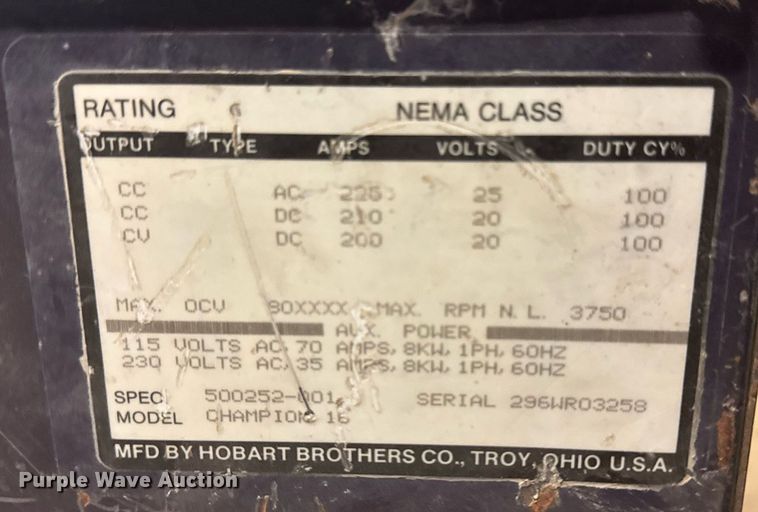 RATING NEMA CLASS
OUTPUT TYPE AMPS VOLTS DUTY CY%
CC AC 225 25 100
CC DC 210 20 100
CV DC 200 20 100
MAX. OCV 80XXXX MAX. RPM N.L. 3750
AUX. POWER
115 VOLTS AC, 70 AMPS, 8KW, 1PH, 60HZ
230 VOLTS AC, 35 AMPS, 8KW, 1PH, 60HZ
SPEC. 500252-001 SERIAL 296WR03258
MODEL CHAMPION 16
MFD BY HOBART BROTHERS CO., TROY, OHIO U.S.A.
Purple Wave Auction